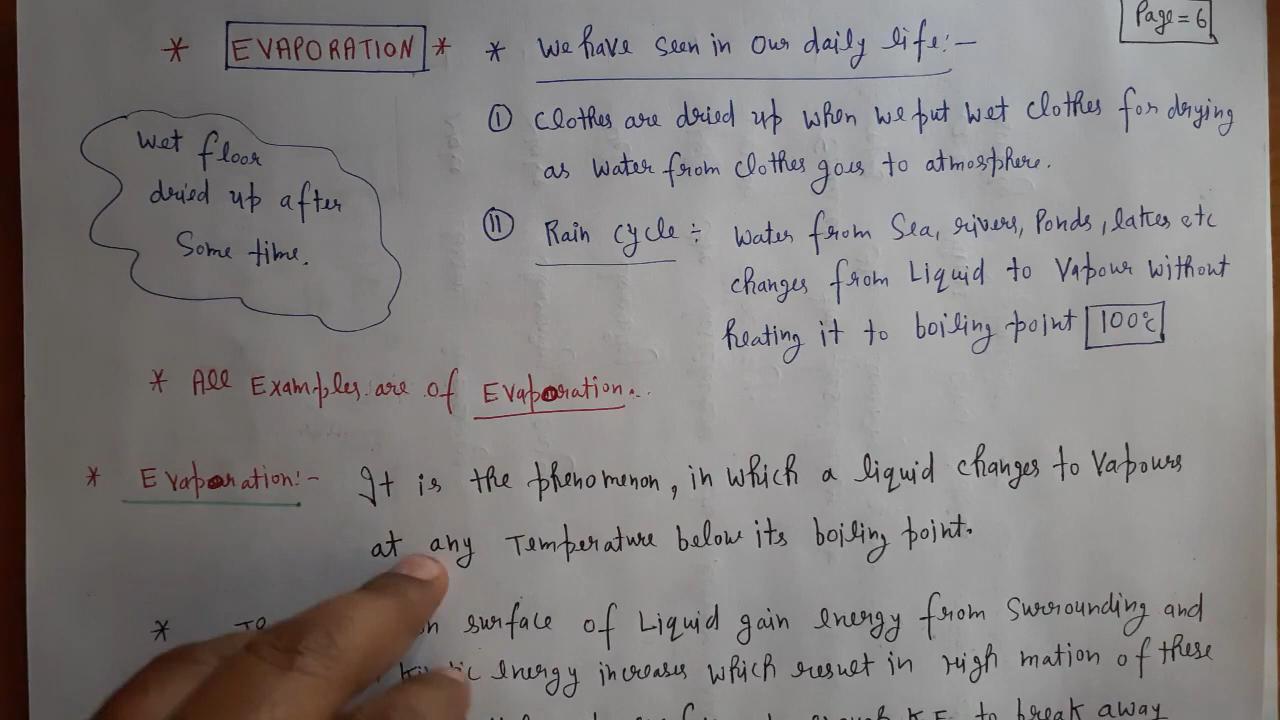 Page = 6
* EVAPORATION *
* We have seen in Our daily life:-
Wet floor
dried up after
Some time.
① Clothes are dried up when we put wet clothes for drying
as water from clothes goes to atmosphere.
② Rain Cycle ÷ Water from Sea, rivers, Ponds, lakes etc
changes from Liquid to Vapour without
heating it to boiling point 100°C
* All Examples are of Evaporation..
* Evaporation:- It is the phenomenon, in which a liquid changes to Vapours
at any Temperature below its boiling point.
* surface of Liquid gain energy from Surrounding and
energy increases which result in High mation of these
K.E to break away